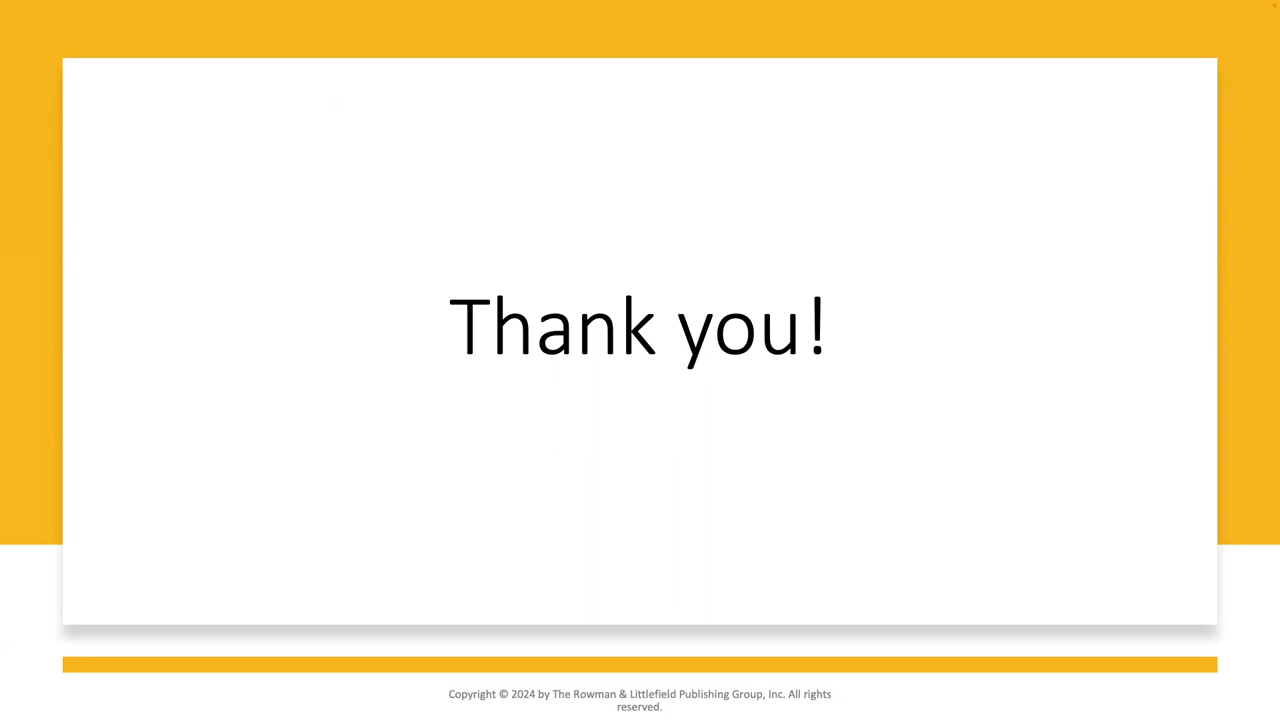 Thank you!
Copyright © 2024 by The Rowman & Littlefield Publishing Group, Inc. All rights
reserved.